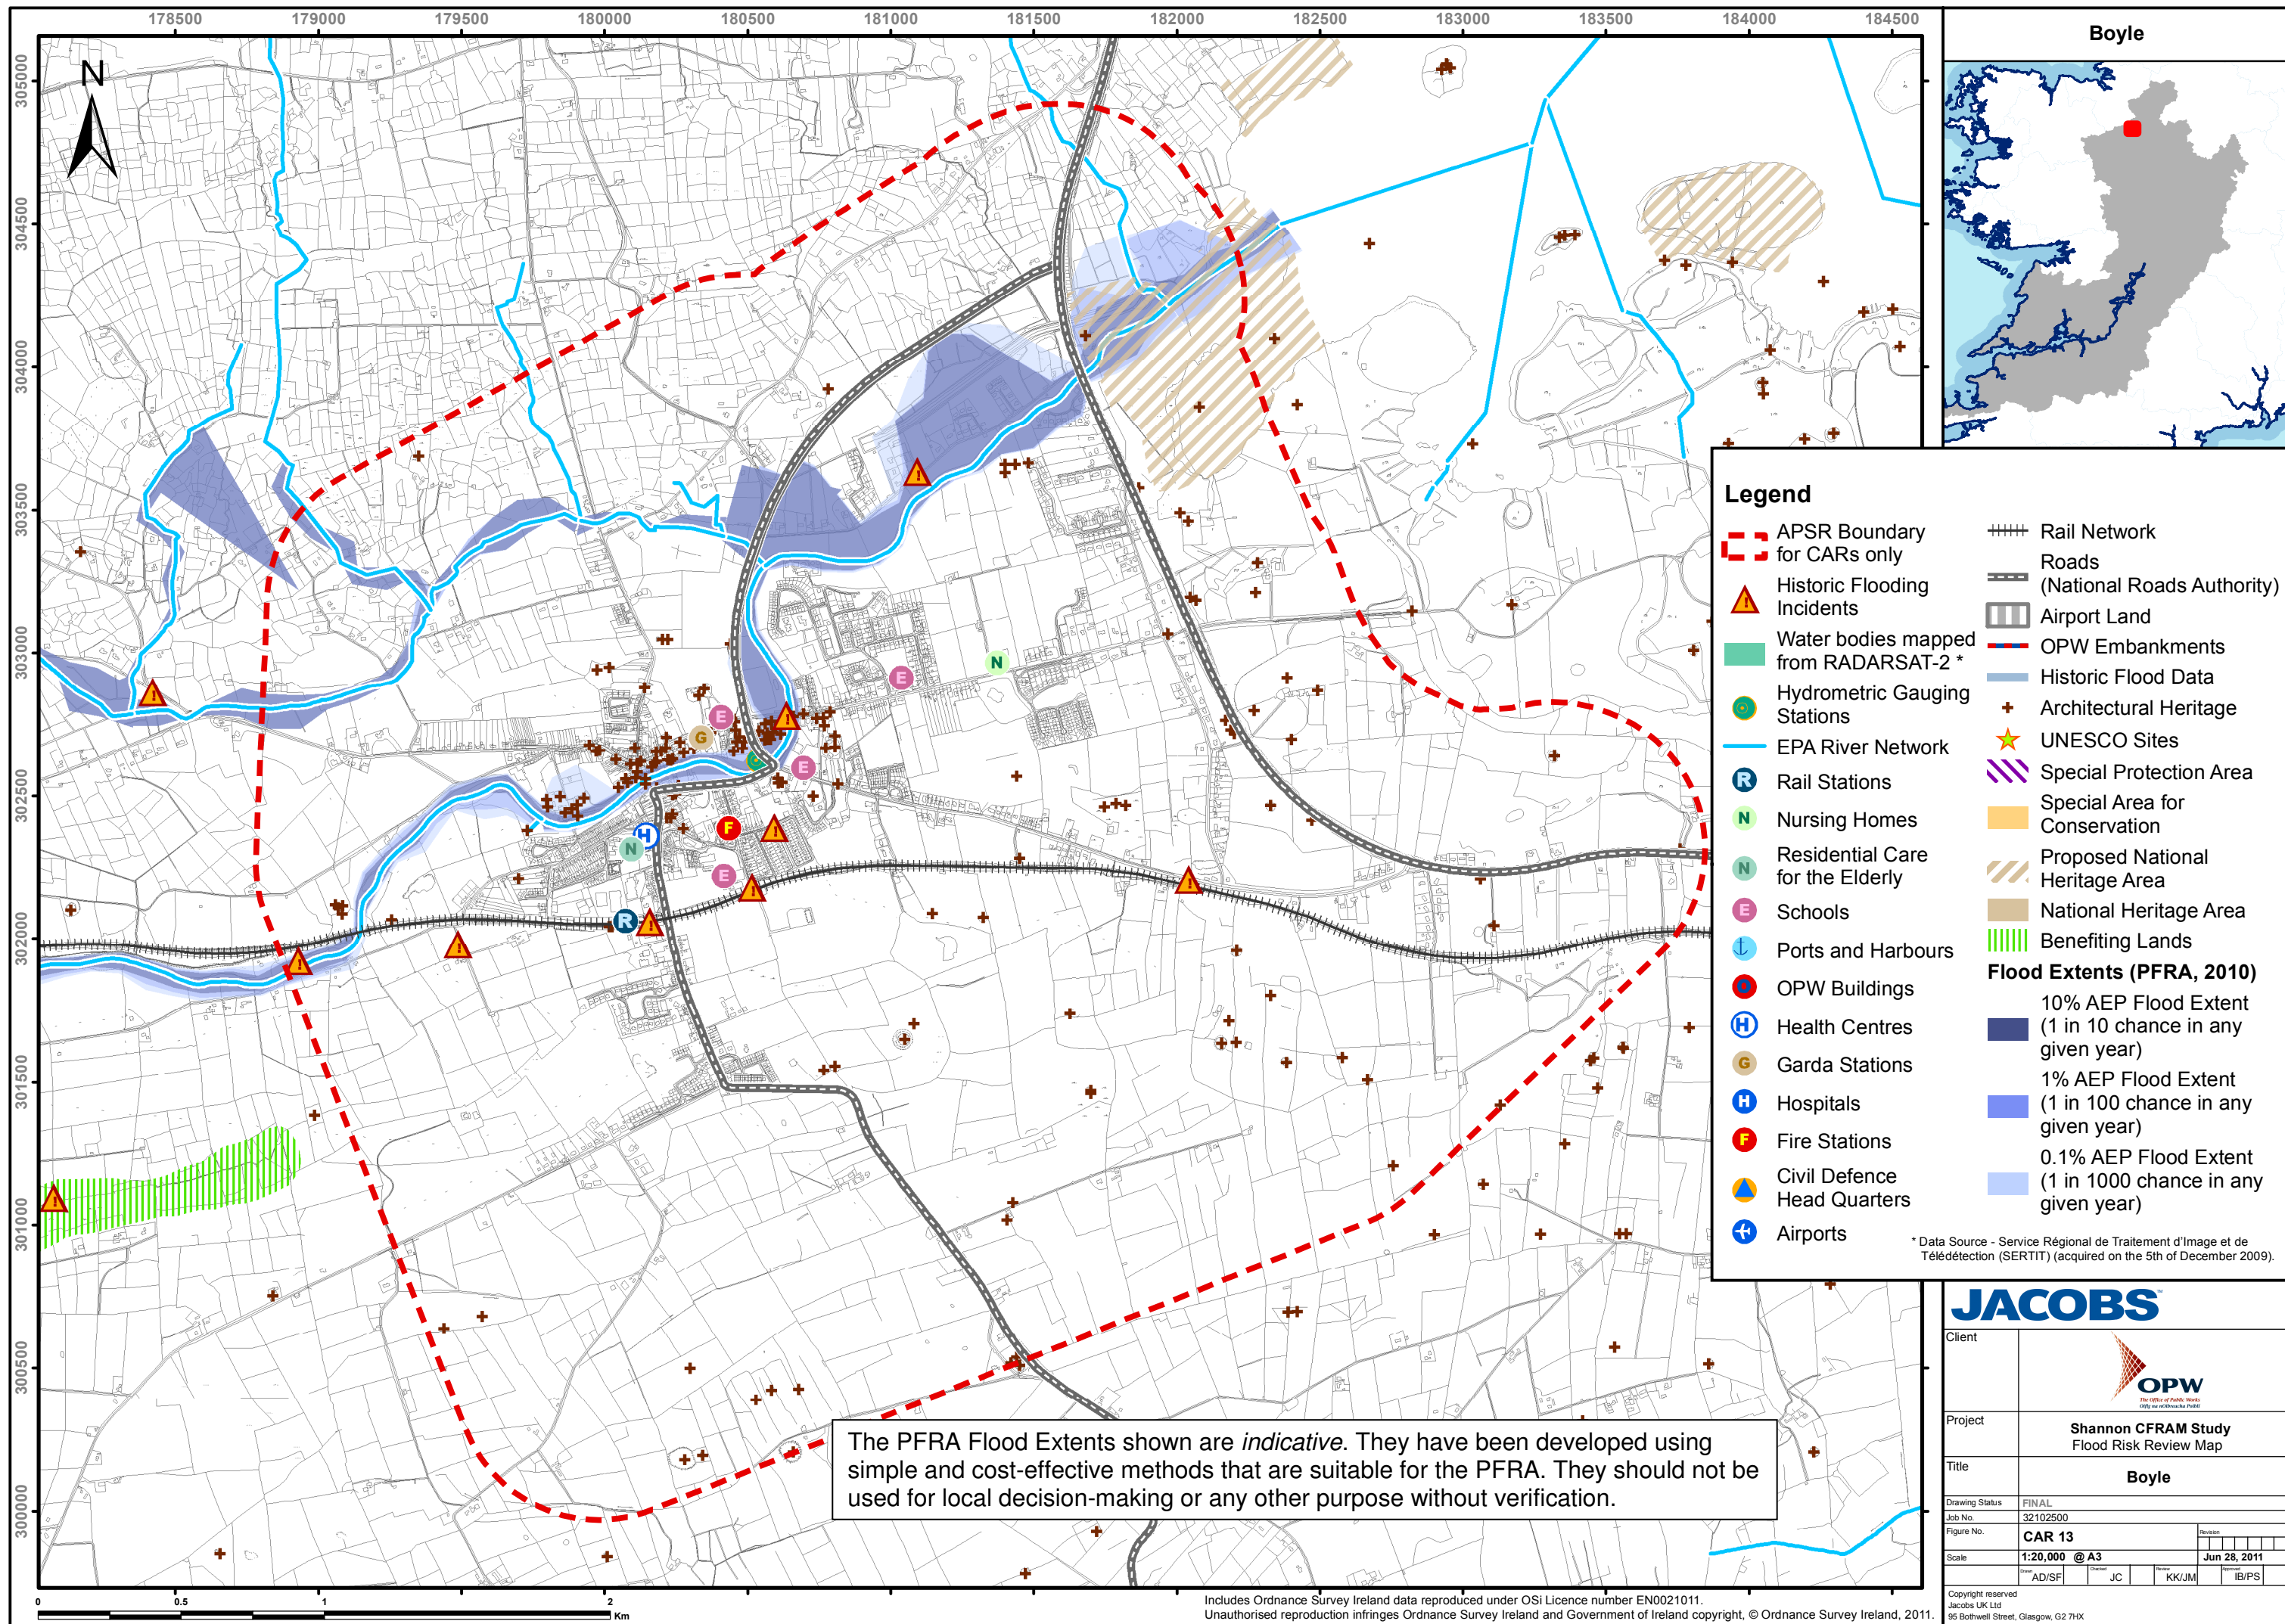 178500 179000 179500 180000 180500 181000 181500 182000 182500 183000 183500 184000 184500
305000
304500
304000
303500
303000
302500
302000
301500
301000
300500
300000
N
Boyle
Legend
APSR Boundary
for CARs only
Historic Flooding
Incidents
Water bodies mapped
from RADARSAT-2 *
Hydrometric Gauging
Stations
EPA River Network
R Rail Stations
N Nursing Homes
N Residential Care
for the Elderly
E Schools
Ports and Harbours
O OPW Buildings
H Health Centres
G Garda Stations
H Hospitals
F Fire Stations
Civil Defence
Head Quarters
Airports
Rail Network
Roads
(National Roads Authority)
Airport Land
OPW Embankments
Historic Flood Data
Architectural Heritage
UNESCO Sites
Special Protection Area
Special Area for
Conservation
Proposed National
Heritage Area
National Heritage Area
Benefiting Lands
Flood Extents (PFRA, 2010)
10% AEP Flood Extent
(1 in 10 chance in any
given year)
1% AEP Flood Extent
(1 in 100 chance in any
given year)
0.1% AEP Flood Extent
(1 in 1000 chance in any
given year)
* Data Source - Service Régional de Traitement d'Image et de
Télédétection (SERTIT) (acquired on the 5th of December 2009).
E
N
E
G
E
H
F
N
E
R
The PFRA Flood Extents shown are indicative. They have been developed using
simple and cost-effective methods that are suitable for the PFRA. They should not be
used for local decision-making or any other purpose without verification.
JACOBS
Client
OPW
The Office of Public Works
Oifig na nOibreacha Poiblí
Project
Shannon CFRAM Study
Flood Risk Review Map
Title
Boyle
Drawing Status FINAL
Job No. 32102500
Figure No. CAR 13 Revision
Scale 1:20,000 @ A3 Jun 28, 2011
Drawn AD/SF Checked JC Review KK/JM Approved IB/PS
Copyright reserved
Jacobs UK Ltd
95 Bothwell Street, Glasgow, G2 7HX
0 0.5 1 2
Km
Includes Ordnance Survey Ireland data reproduced under OSi Licence number EN0021011.
Unauthorised reproduction infringes Ordnance Survey Ireland and Government of Ireland copyright, © Ordnance Survey Ireland, 2011.